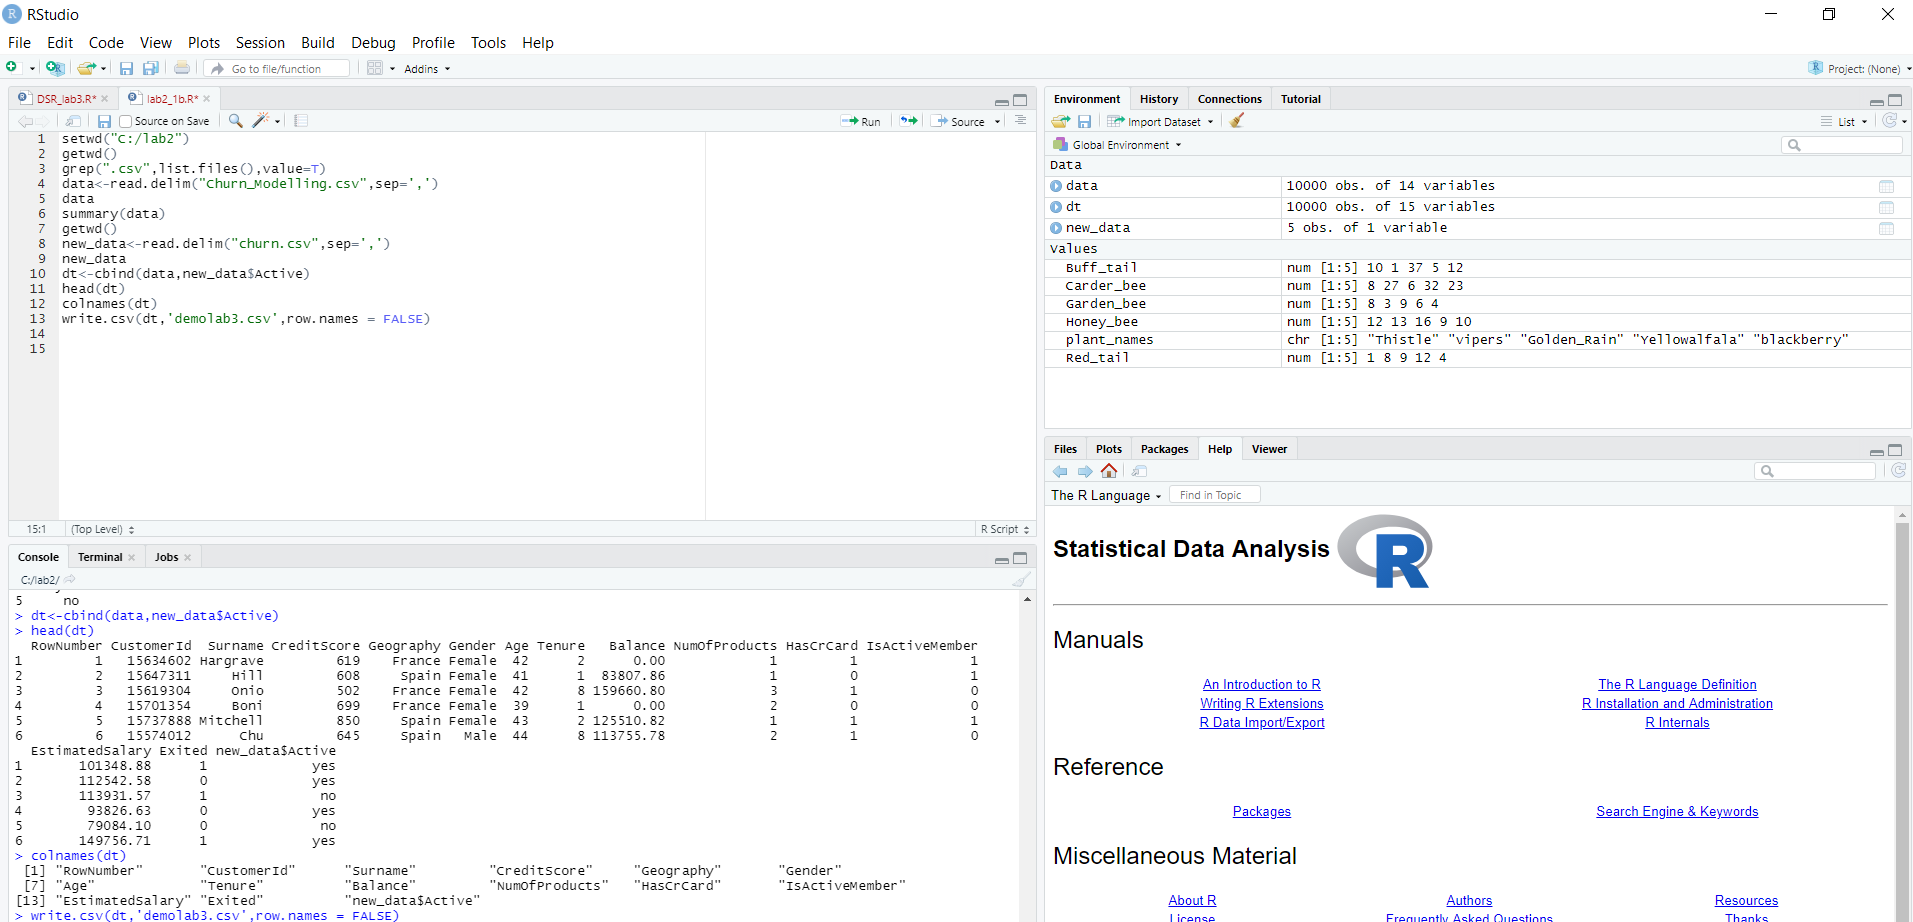 RStudio
File Edit Code View Plots Session Build Debug Profile Tools Help
Go to file/function Addins Project: (None)
DSR_lab3.R* lab2_1b.R*
Source on Save Run Source
1 setwd("C:/lab2")
2 getwd()
3 grep(".csv",list.files(),value=T)
4 data<-read.delim("Churn_Modelling.csv",sep=',')
5 data
6 summary(data)
7 getwd()
8 new_data<-read.delim("churn.csv",sep=',')
9 new_data
10 dt<-cbind(data,new_data$Active)
11 head(dt)
12 colnames(dt)
13 write.csv(dt,'demolab3.csv',row.names = FALSE)
14
15
15:1 (Top Level) R Script
Console Terminal Jobs
C:/lab2/
5 no
> dt<-cbind(data,new_data$Active)
> head(dt)
RowNumber CustomerId Surname CreditScore Geography Gender Age Tenure Balance NumOfProducts HasCrCard IsActiveMember
1 1 15634602 Hargrave 619 France Female 42 2 0.00 1 1 1
2 2 15647311 Hill 608 Spain Female 41 1 83807.86 1 0 1
3 3 15619304 Onio 502 France Female 42 8 159660.80 3 1 0
4 4 15701354 Boni 699 France Female 39 1 0.00 2 0 0
5 5 15737888 Mitchell 850 Spain Female 43 2 125510.82 1 1 1
6 6 15574012 Chu 645 Spain Male 44 8 113755.78 2 1 0
EstimatedSalary Exited new_data$Active
1 101348.88 1 yes
2 112542.58 0 yes
3 113931.57 1 no
4 93826.63 0 yes
5 79084.10 0 no
6 149756.71 1 yes
> colnames(dt)
[1] "RowNumber" "CustomerId" "Surname" "CreditScore" "Geography" "Gender"
[7] "Age" "Tenure" "Balance" "NumOfProducts" "HasCrCard" "IsActiveMember"
[13] "EstimatedSalary" "Exited" "new_data$Active"
> write.csv(dt,'demolab3.csv',row.names = FALSE)
Environment History Connections Tutorial
Import Dataset List
Global Environment
Data
data 10000 obs. of 14 variables
dt 10000 obs. of 15 variables
new_data 5 obs. of 1 variable
Values
Buff_tail num [1:5] 10 1 37 5 12
Carder_bee num [1:5] 8 27 6 32 23
Garden_bee num [1:5] 8 3 9 6 4
Honey_bee num [1:5] 12 13 16 9 10
plant_names chr [1:5] "Thistle" "vipers" "Golden_Rain" "Yellowalfala" "blackberry"
Red_tail num [1:5] 1 8 9 12 4
Files Plots Packages Help Viewer
The R Language Find in Topic
Statistical Data Analysis R
Manuals
An Introduction to R The R Language Definition
Writing R Extensions R Installation and Administration
R Data Import/Export R Internals
Reference
Packages Search Engine & Keywords
Miscellaneous Material
About R Authors Resources
License Frequently Asked Questions Thanks